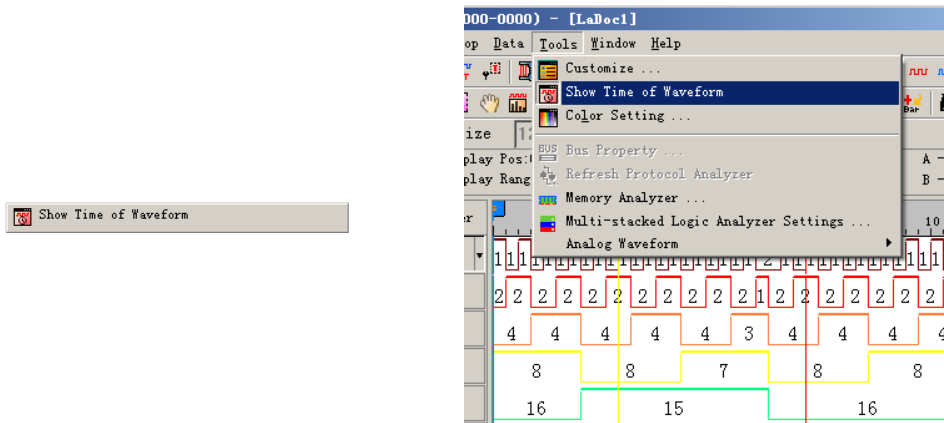 Show Time of Waveform
000-0000) - [LaDoc1]
op Data Tools Window Help
Customize ...
Show Time of Waveform
Color Setting ...
Bar
ize 12
BUS Bus Property ...
play Pos: A -
Refresh Protocol Analyzer
play Rang B -
Memory Analyzer ...
er Multi-stacked Logic Analyzer Settings ... 10
Analog Waveform
2 2 2 2 2 2 2 2 2 2 1 2 2 2 2 2 2 2
4 4 4 4 4 3 4 4 4 4
8 8 7 8 8
16 15 16